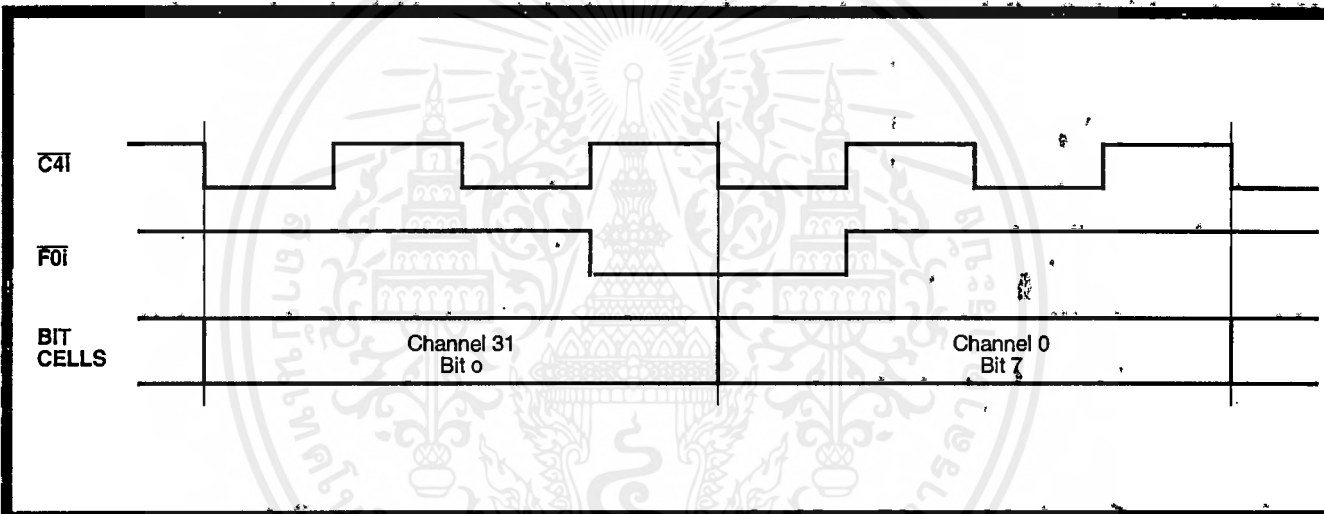 C4i
F0i
BIT
CELLS
Channel 31
Bit o
Channel 0
Bit 7